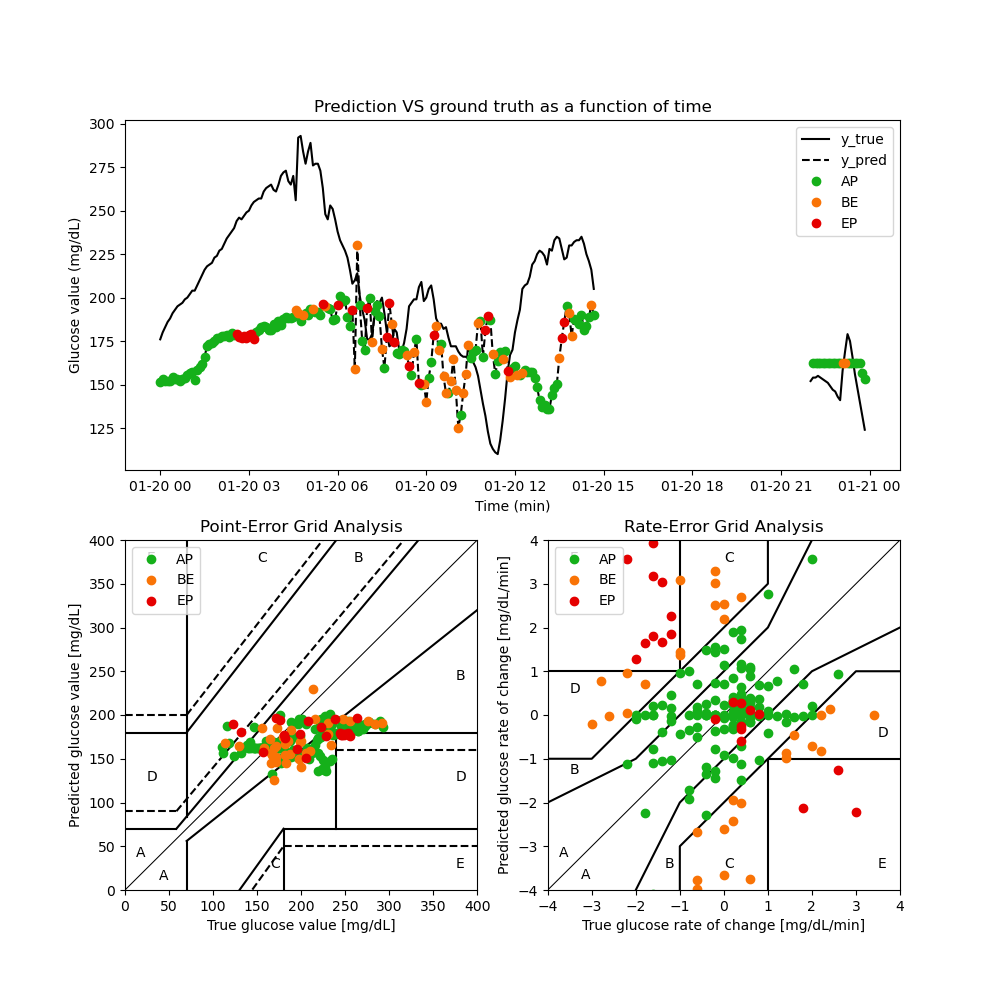 Prediction VS ground truth as a function of time
Glucose value (mg/dL)
300
275
250
225
200
175
150
125
y_true
y_pred
AP
BE
EP
01-20 00 01-20 03 01-20 06 01-20 09 01-20 12 01-20 15 01-20 18 01-20 21 01-21 00
Time (min)
Point-Error Grid Analysis
Predicted glucose value [mg/dL]
400
350
300
250
200
150
100
50
0
AP
BE
EP
C
B
B
D
D
A
A
C
E
0 50 100 150 200 250 300 350 400
True glucose value [mg/dL]
Rate-Error Grid Analysis
Predicted glucose rate of change [mg/dL/min]
4
3
2
1
0
−1
−2
−3
−4
AP
BE
EP
C
D
D
B
A
A
B
C
E
−4 −3 −2 −1 0 1 2 3 4
True glucose rate of change [mg/dL/min]